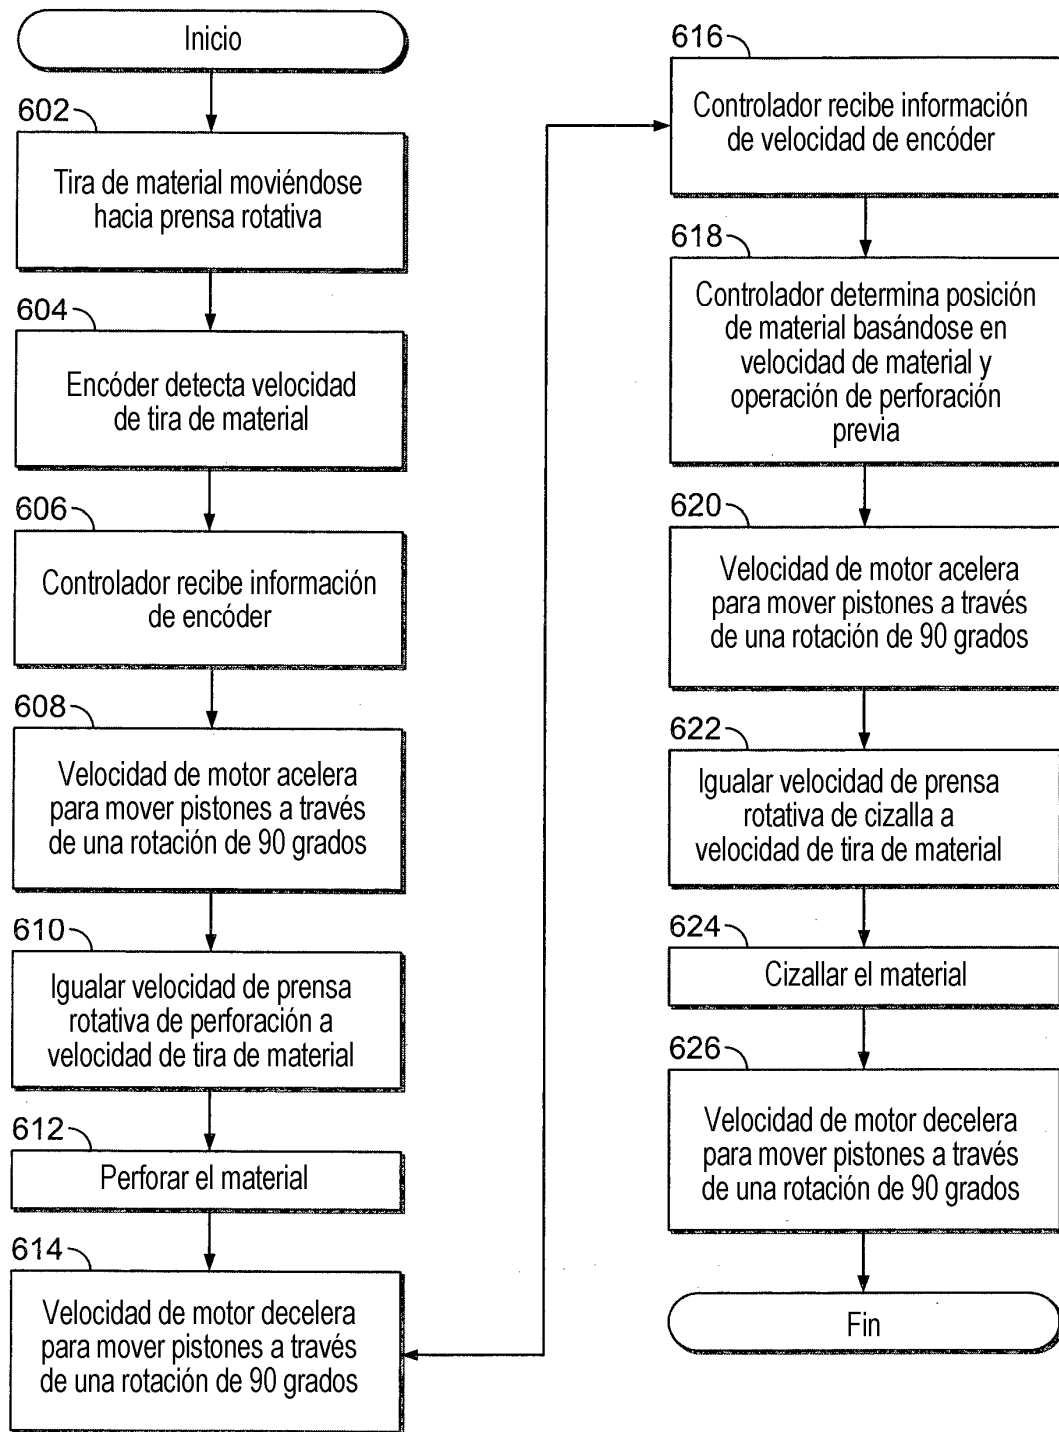 Inicio
602
Tira de material moviéndose
hacia prensa rotativa
604
Encóder detecta velocidad
de tira de material
606
Controlador recibe información
de encóder
608
Velocidad de motor acelera
para mover pistones a través
de una rotación de 90 grados
610
Igualar velocidad de prensa
rotativa de perforación a
velocidad de tira de material
612
Perforar el material
614
Velocidad de motor decelera
para mover pistones a través
de una rotación de 90 grados
616
Controlador recibe información
de velocidad de encóder
618
Controlador determina posición
de material basándose en
velocidad de material y
operación de perforación
previa
620
Velocidad de motor acelera
para mover pistones a través
de una rotación de 90 grados
622
Igualar velocidad de prensa
rotativa de cizalla a
velocidad de tira de material
624
Cizallar el material
626
Velocidad de motor decelera
para mover pistones a través
de una rotación de 90 grados
Fin